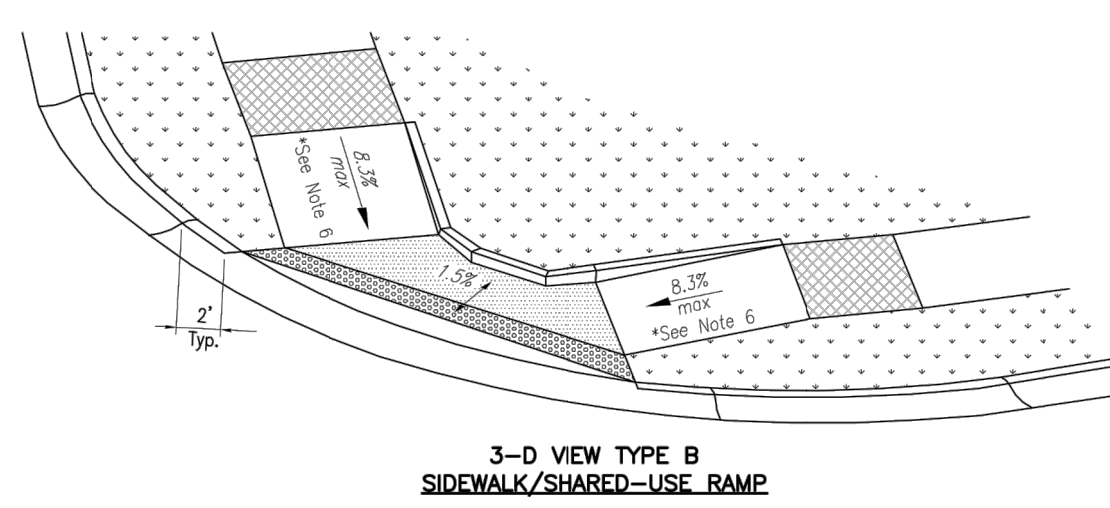 8.3%
max
*See Note 6
1.5%
8.3%
max
*See Note 6
2'
Typ.
3-D VIEW TYPE B
SIDEWALK/SHARED-USE RAMP